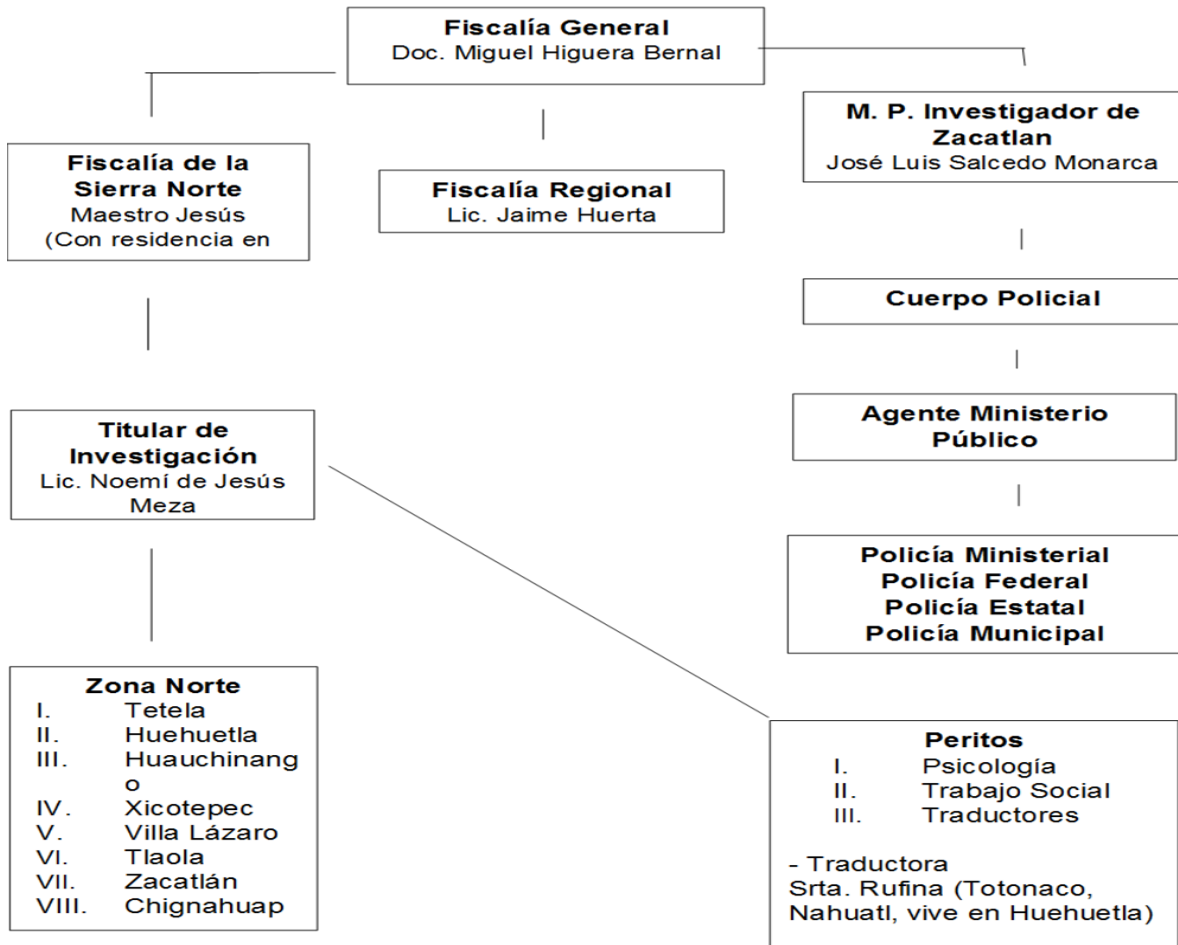 Fiscalía General
Doc. Miguel Higuera Bernal
Fiscalía de la
Sierra Norte
Maestro Jesús
(Con residencia en
Fiscalía Regional
Lic. Jaime Huerta
M. P. Investigador de
Zacatlan
José Luis Salcedo Monarca
Cuerpo Policial
Agente Ministerio
Público
Titular de
Investigación
Lic. Noemí de Jesús
Meza
Policía Ministerial
Policía Federal
Policía Estatal
Policía Municipal
Zona Norte
I. Tetela
II. Huehuetla
III. Huauchinang
o
IV. Xicotepec
V. Villa Lázaro
VI. Tlaola
VII. Zacatlán
VIII. Chignahuap
Peritos
I. Psicología
II. Trabajo Social
III. Traductores
- Traductora
Srta. Rufina (Totonaco,
Nahuatl, vive en Huehuetla)